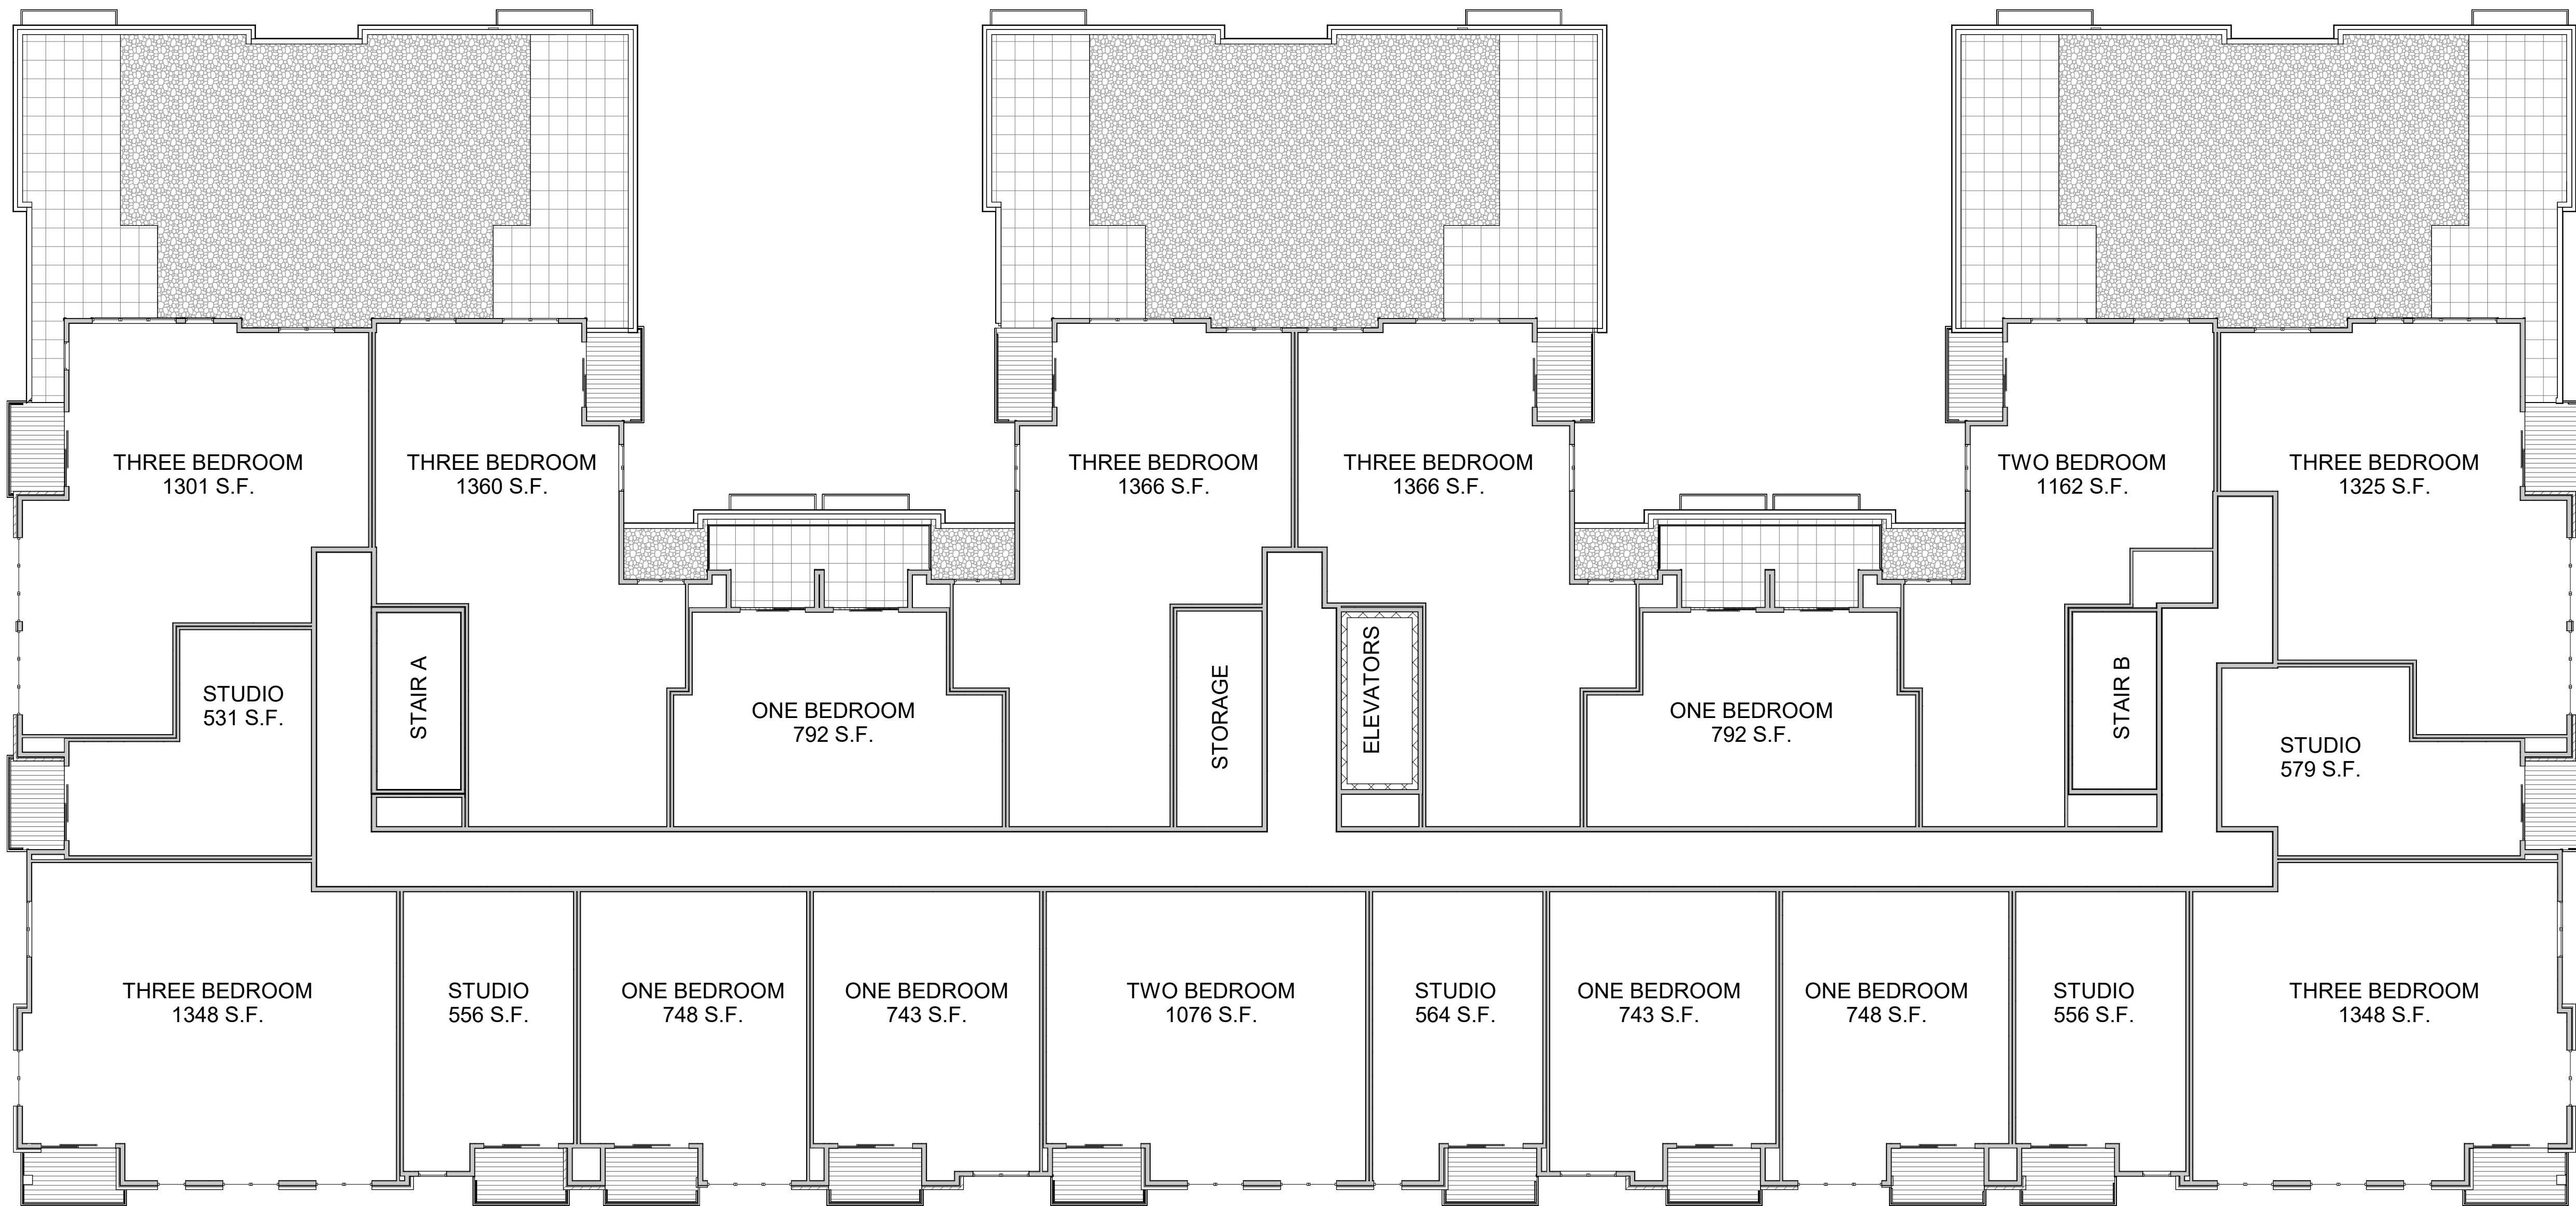 THREE BEDROOM
1301 S.F.
THREE BEDROOM
1360 S.F.
THREE BEDROOM
1366 S.F.
THREE BEDROOM
1366 S.F.
TWO BEDROOM
1162 S.F.
THREE BEDROOM
1325 S.F.
STUDIO
531 S.F.
STAIR A
ONE BEDROOM
792 S.F.
STORAGE
ELEVATORS
ONE BEDROOM
792 S.F.
STAIR B
STUDIO
579 S.F.
THREE BEDROOM
1348 S.F.
STUDIO
556 S.F.
ONE BEDROOM
748 S.F.
ONE BEDROOM
743 S.F.
TWO BEDROOM
1076 S.F.
STUDIO
564 S.F.
ONE BEDROOM
743 S.F.
ONE BEDROOM
748 S.F.
STUDIO
556 S.F.
THREE BEDROOM
1348 S.F.